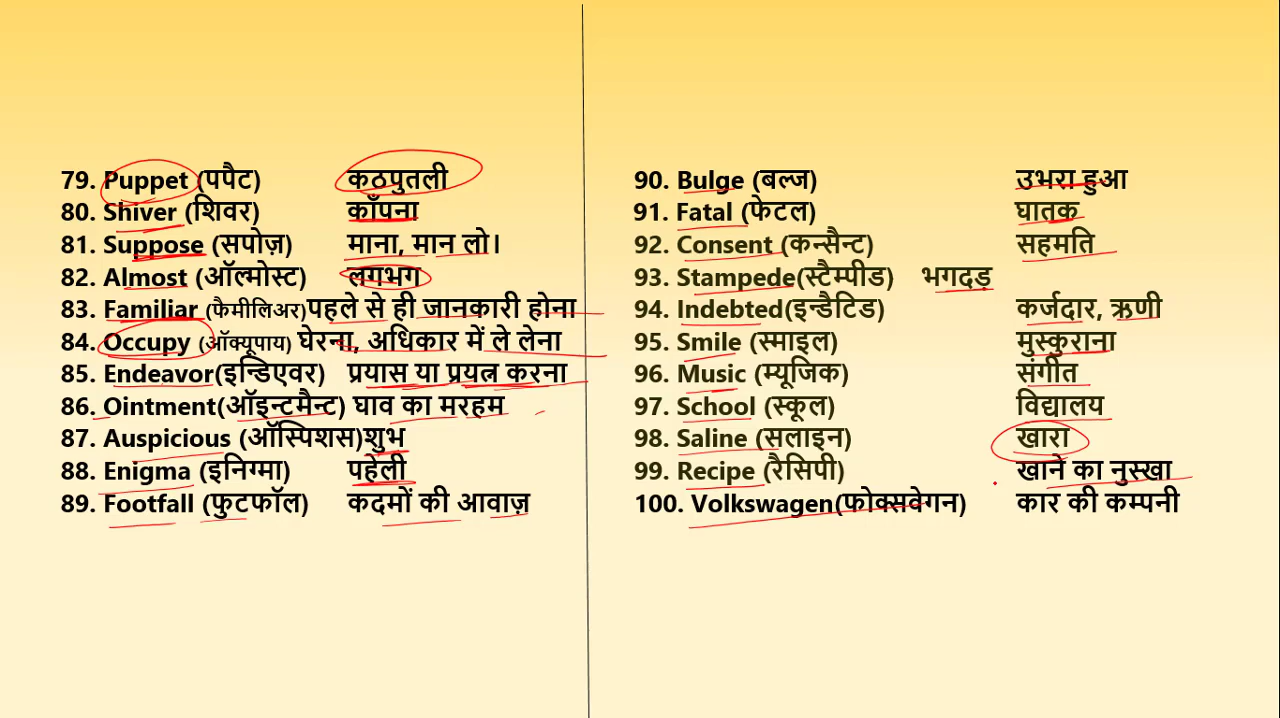 79. Puppet (पपैट) कठपुतली
80. Shiver (शिवर) काँपना
81. Suppose (सपोज़) माना, मान लो।
82. Almost (ऑल्मोस्ट) लगभग
83. Familiar (फैमीलिअर)पहले से ही जानकारी होना
84. Occupy (ऑक्यूपाय) घेरना, अधिकार में ले लेना
85. Endeavor(इन्डिएवर) प्रयास या प्रयत्न करना
86. Ointment(ऑइन्टमैन्ट) घाव का मरहम
87. Auspicious (ऑस्पिशस)शुभ
88. Enigma (इनिग्मा) पहेली
89. Footfall (फुटफॉल) कदमों की आवाज़
90. Bulge (बल्ज) उभरा हुआ
91. Fatal (फेटल) घातक
92. Consent (कन्सैन्ट) सहमति
93. Stampede(स्टैम्पीड) भगदड़
94. Indebted(इन्डैटिड) कर्जदार, ऋणी
95. Smile (स्माइल) मुस्कुराना
96. Music (म्यूजिक) संगीत
97. School (स्कूल) विद्यालय
98. Saline (सलाइन) खारा
99. Recipe (रैसिपी) खाने का नुस्खा
100. Volkswagen(फोक्सवेगन) कार की कम्पनी